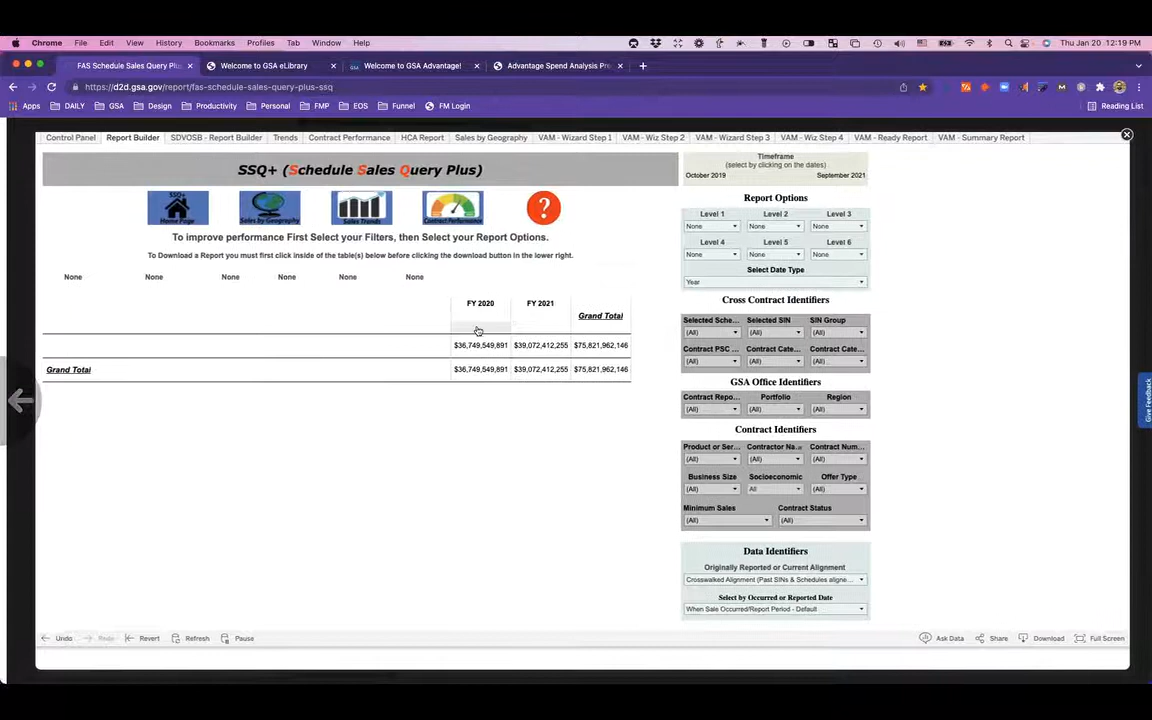 Chrome File Edit View History Bookmarks Profiles Tab Window Help Thu Jan 20 12:19 PM
FAS Schedule Sales Query Plus Welcome to GSA eLibrary Welcome to GSA Advantage! Advantage Spend Analysis Pro
https://d2d.gsa.gov/report/fas-schedule-sales-query-plus-ssq
Apps DAILY GSA Design Productivity Personal FMP EOS Funnel FM Login Reading List
Control Panel Report Builder SDVOSB - Report Builder Trends Contract Performance HCA Report Sales by Geography VAM - Wizard Step 1 VAM - Wiz Step 2 VAM - Wizard Step 3 VAM - Wiz Step 4 VAM - Ready Report VAM - Summary Report
SSQ+ (Schedule Sales Query Plus)
Timeframe
(select by clicking on the dates)
October 2019 September 2021
SSQ+
Home Page Sales by Geography Sales Trends Contract Performance ?
Report Options
Level 1 Level 2 Level 3
None None None
To improve performance First Select your Filters, then Select your Report Options.
Level 4 Level 5 Level 6
None None None
To Download a Report you must first click inside of the table(s) below before clicking the download button in the lower right.
Select Date Type
Year
None None None None None None
Cross Contract Identifiers
FY 2020 FY 2021 Grand Total
Selected Sche... Selected SIN SIN Group
(All) (All) (All)
$36,749,549,891 $39,072,412,255 $75,821,962,146
Contract PSC ... Contract Cate... Contract Cate...
(All) (All) (All)
Grand Total $36,749,549,891 $39,072,412,255 $75,821,962,146
GSA Office Identifiers
Contract Repo... Portfolio Region
(All) (All) (All)
Contract Identifiers
Product or Ser... Contractor Na... Contract Num...
(All) (All) (All)
Business Size Socioeconomic Offer Type
(All) All (All)
Minimum Sales Contract Status
(All) (All)
Data Identifiers
Originally Reported or Current Alignment
Crosswalked Alignment (Past SINs & Schedules aligne...
Select by Occurred or Reported Date
When Sale Occurred/Report Period - Default
Undo Redo Revert Refresh Pause Ask Data Share Download Full Screen
Give Feedback